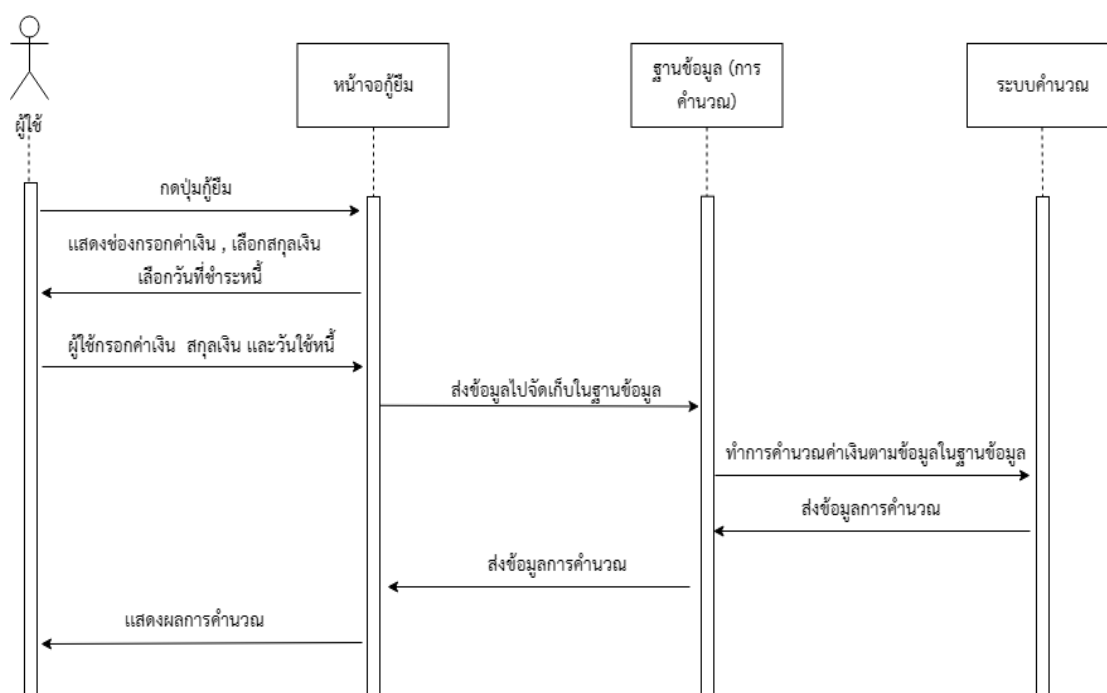 ผู้ใช้
หน้าจอกู้ยืม
ฐานข้อมูล (การ
คำนวณ)
ระบบคำนวณ
กดปุ่มกู้ยืม
แสดงช่องกรอกค่าเงิน , เลือกสกุลเงิน
เลือกวันที่ชำระหนี้
ผู้ใช้กรอกค่าเงิน สกุลเงิน และวันใช้หนี้
ส่งข้อมูลไปจัดเก็บในฐานข้อมูล
ทำการคำนวณค่าเงินตามข้อมูลในฐานข้อมูล
ส่งข้อมูลการคำนวณ
ส่งข้อมูลการคำนวณ
แสดงผลการคำนวณ